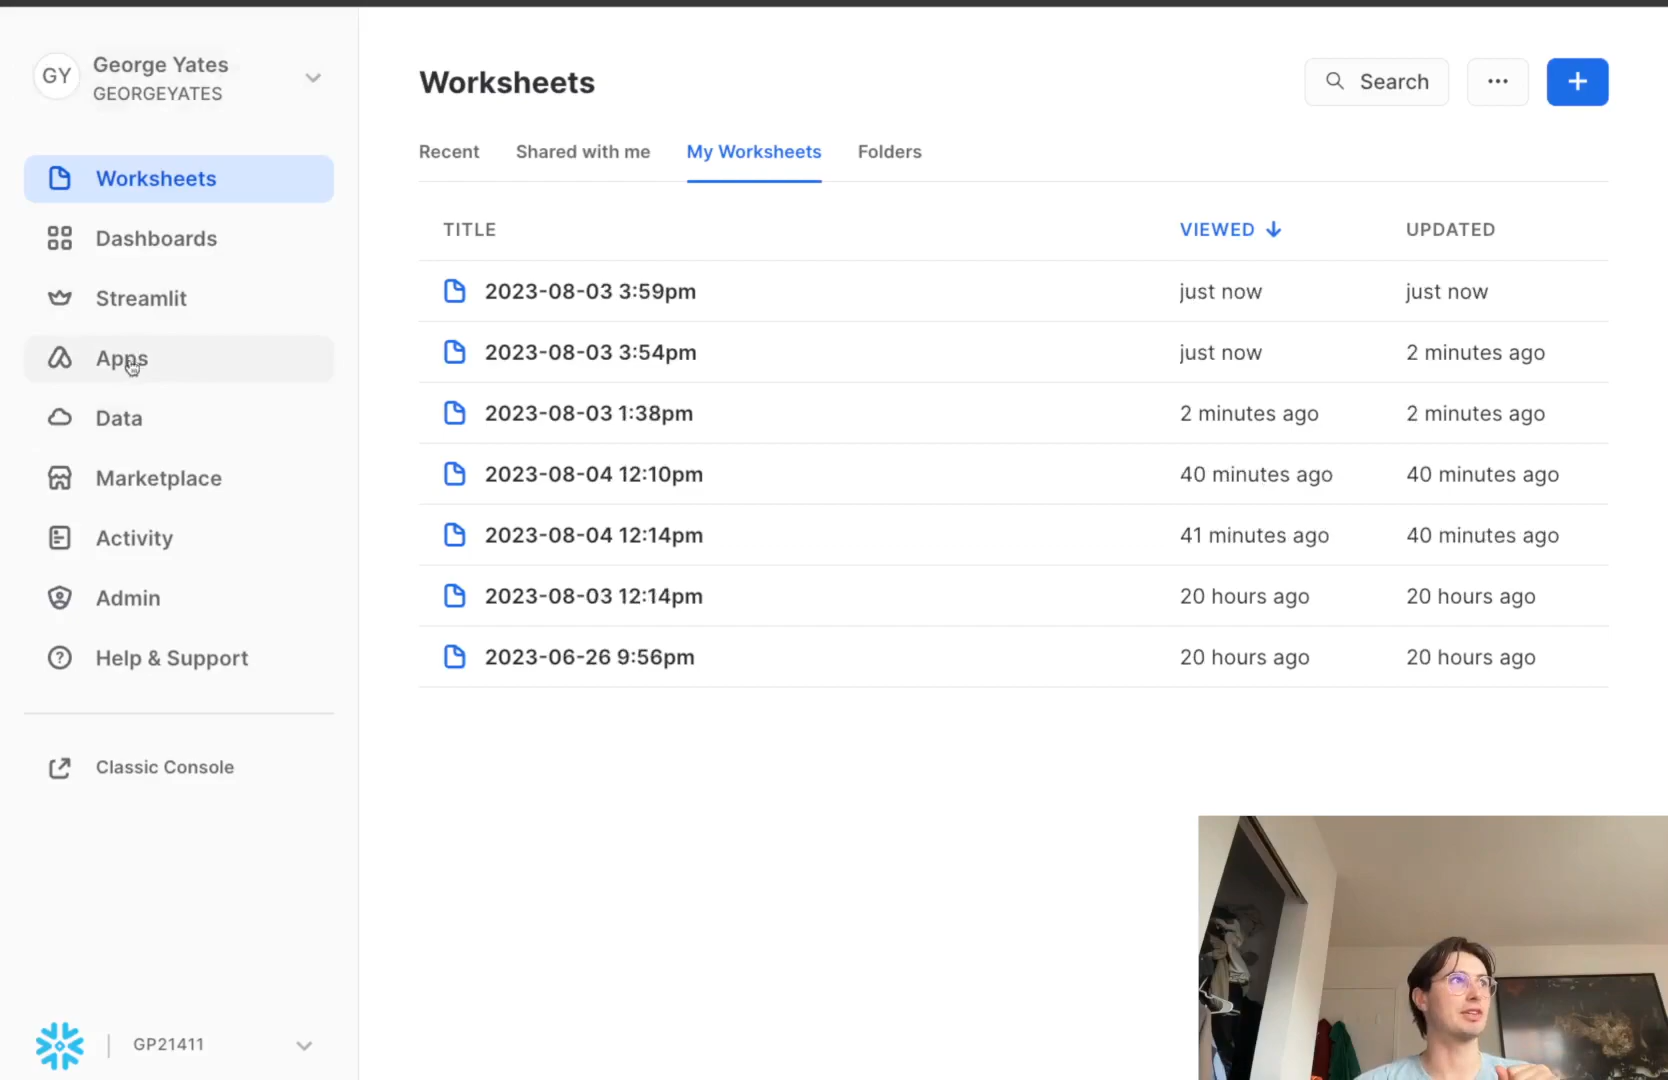 GY
George Yates
GEORGEYATES
Worksheets
Dashboards
Streamlit
Apps
Data
Marketplace
Activity
Admin
Help & Support
Classic Console
GP21411
Worksheets
Search
Recent Shared with me My Worksheets Folders
TITLE VIEWED UPDATED
2023-08-03 3:59pm just now just now
2023-08-03 3:54pm just now 2 minutes ago
2023-08-03 1:38pm 2 minutes ago 2 minutes ago
2023-08-04 12:10pm 40 minutes ago 40 minutes ago
2023-08-04 12:14pm 41 minutes ago 40 minutes ago
2023-08-03 12:14pm 20 hours ago 20 hours ago
2023-06-26 9:56pm 20 hours ago 20 hours ago